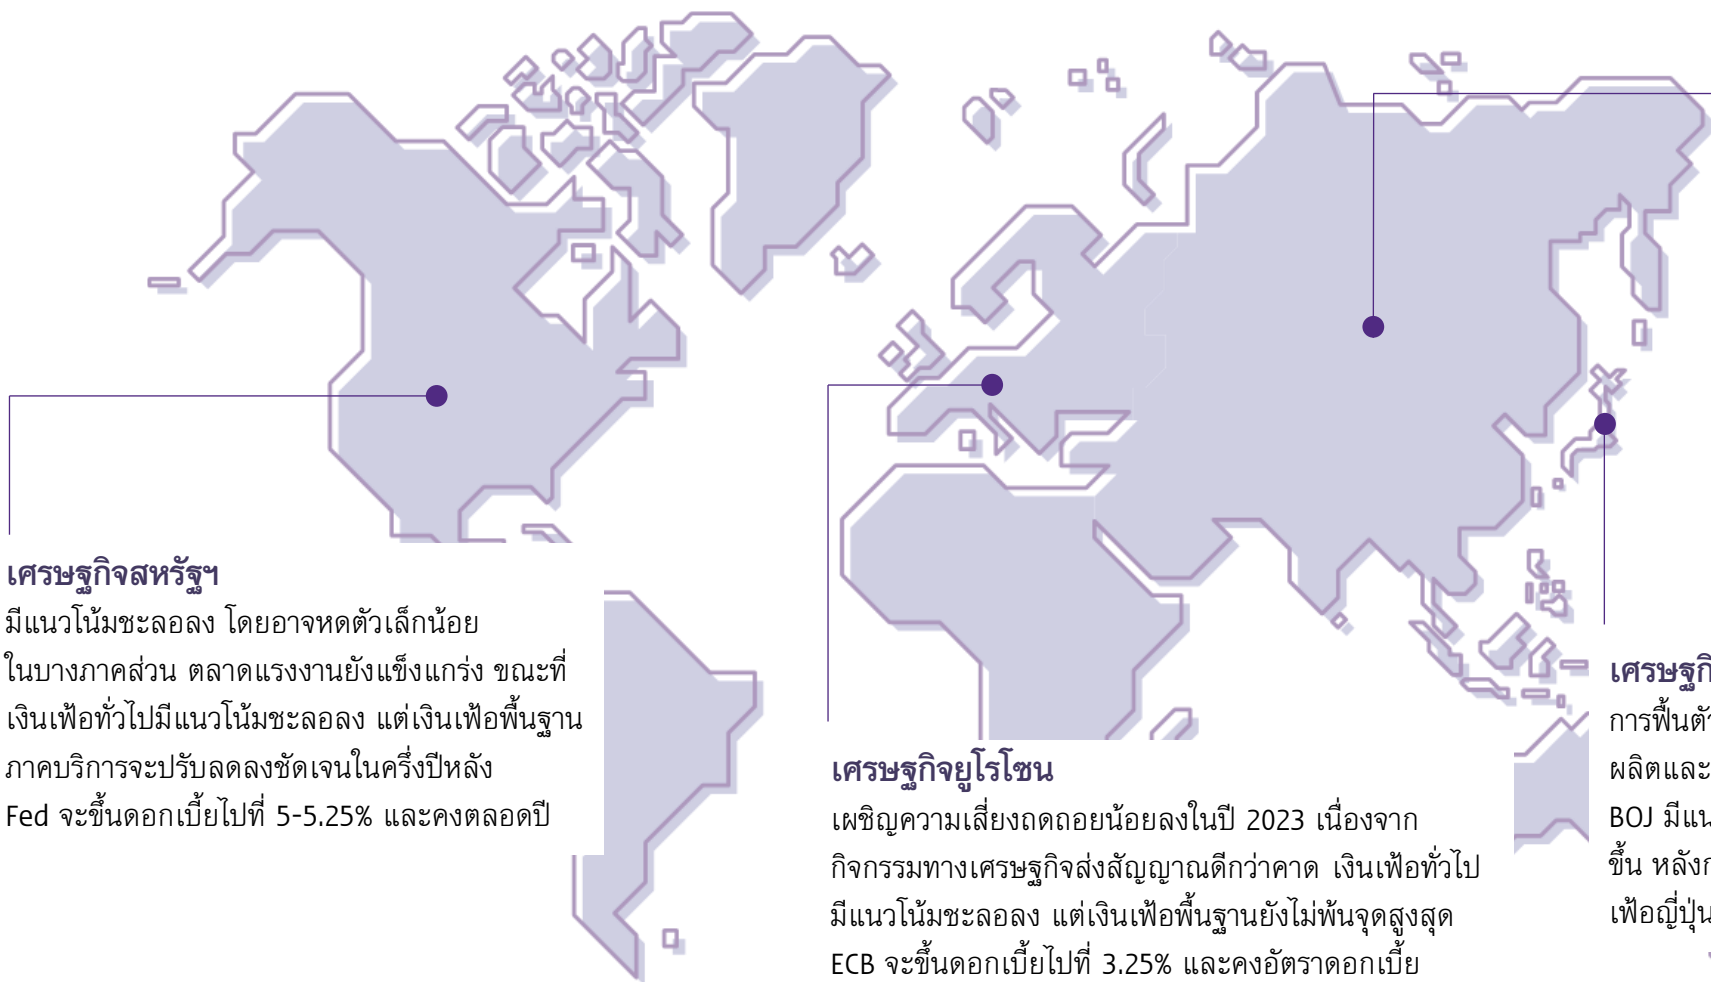 เศรษฐกิจสหรัฐฯ
มีแนวโน้มชะลอลง โดยอาจหดตัวเล็กน้อย
ในบางภาคส่วน ตลาดแรงงานยังแข็งแกร่ง ขณะที่
เงินเฟ้อทั่วไปมีแนวโน้มชะลอลง แต่เงินเฟ้อพื้นฐาน
ภาคบริการจะปรับลดลงชัดเจนในครึ่งปีหลัง
Fed จะขึ้นดอกเบี้ยไปที่ 5-5.25% และคงตลอดปี
เศรษฐกิจยูโรโซน
เผชิญความเสี่ยงถดถอยน้อยลงในปี 2023 เนื่องจาก
กิจกรรมทางเศรษฐกิจส่งสัญญาณดีกว่าคาด เงินเฟ้อทั่วไป
มีแนวโน้มชะลอลง แต่เงินเฟ้อพื้นฐานยังไม่พ้นจุดสูงสุด
ECB จะขึ้นดอกเบี้ยไปที่ 3.25% และคงอัตราดอกเบี้ย
เศรษฐกิ
การฟื้นตั
ผลิตและ
BOJ มีแน
ขึ้น หลัง
เฟ้อญี่ปุ่น